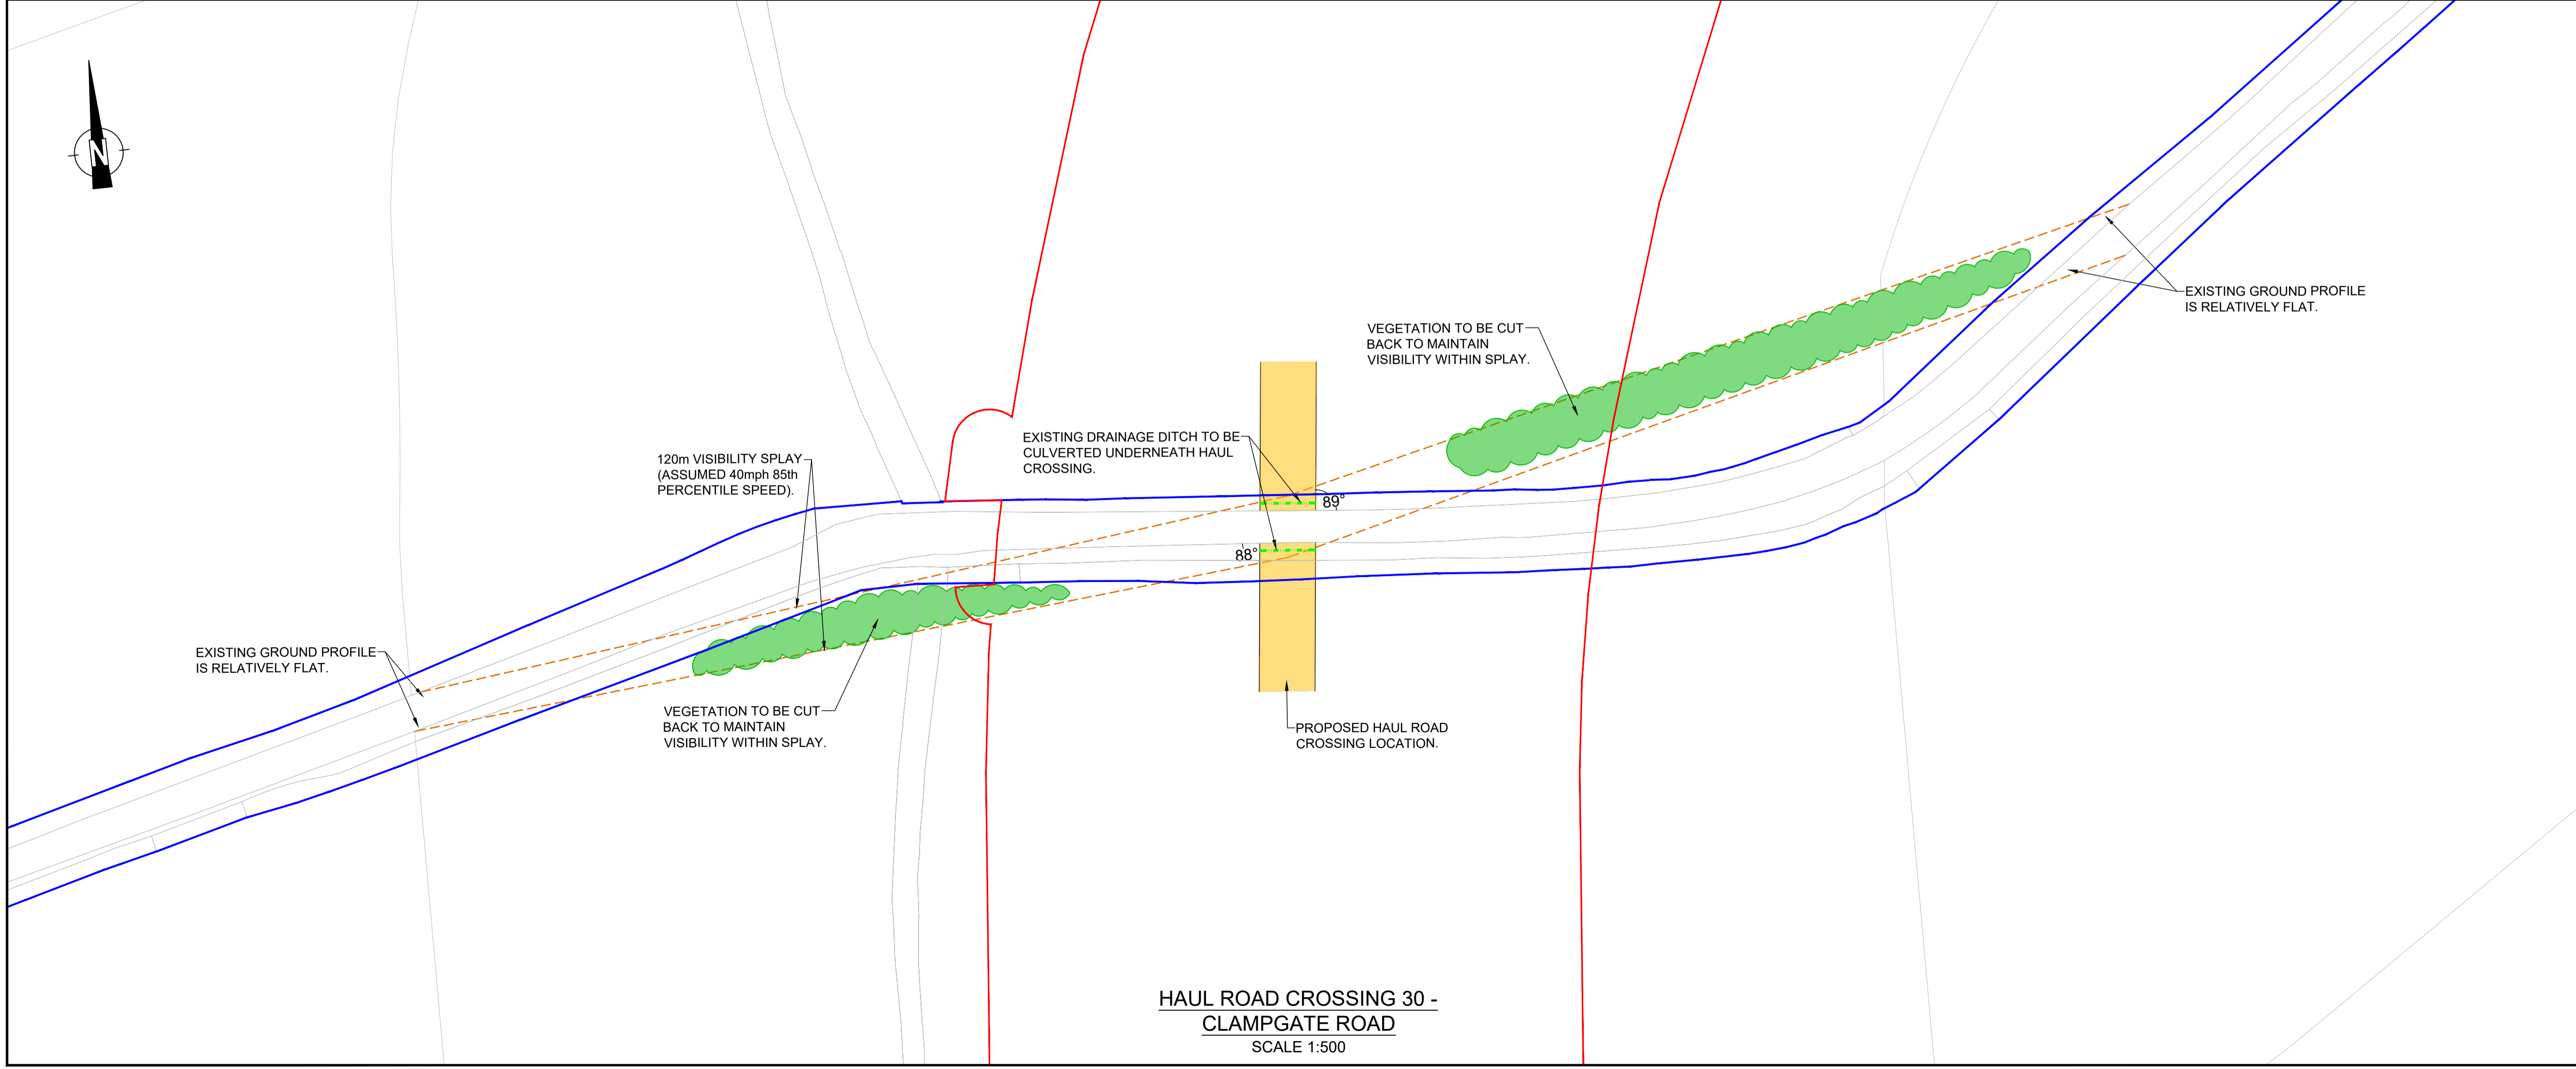 N
EXISTING GROUND PROFILE
IS RELATIVELY FLAT.
VEGETATION TO BE CUT
BACK TO MAINTAIN
VISIBILITY WITHIN SPLAY.
EXISTING DRAINAGE DITCH TO BE
CULVERTED UNDERNEATH HAUL
CROSSING.
120m VISIBILITY SPLAY
(ASSUMED 40mph 85th
PERCENTILE SPEED).
89°
88°
EXISTING GROUND PROFILE
IS RELATIVELY FLAT.
VEGETATION TO BE CUT
BACK TO MAINTAIN
VISIBILITY WITHIN SPLAY.
PROPOSED HAUL ROAD
CROSSING LOCATION.
HAUL ROAD CROSSING 30 -
CLAMPGATE ROAD
SCALE 1:500